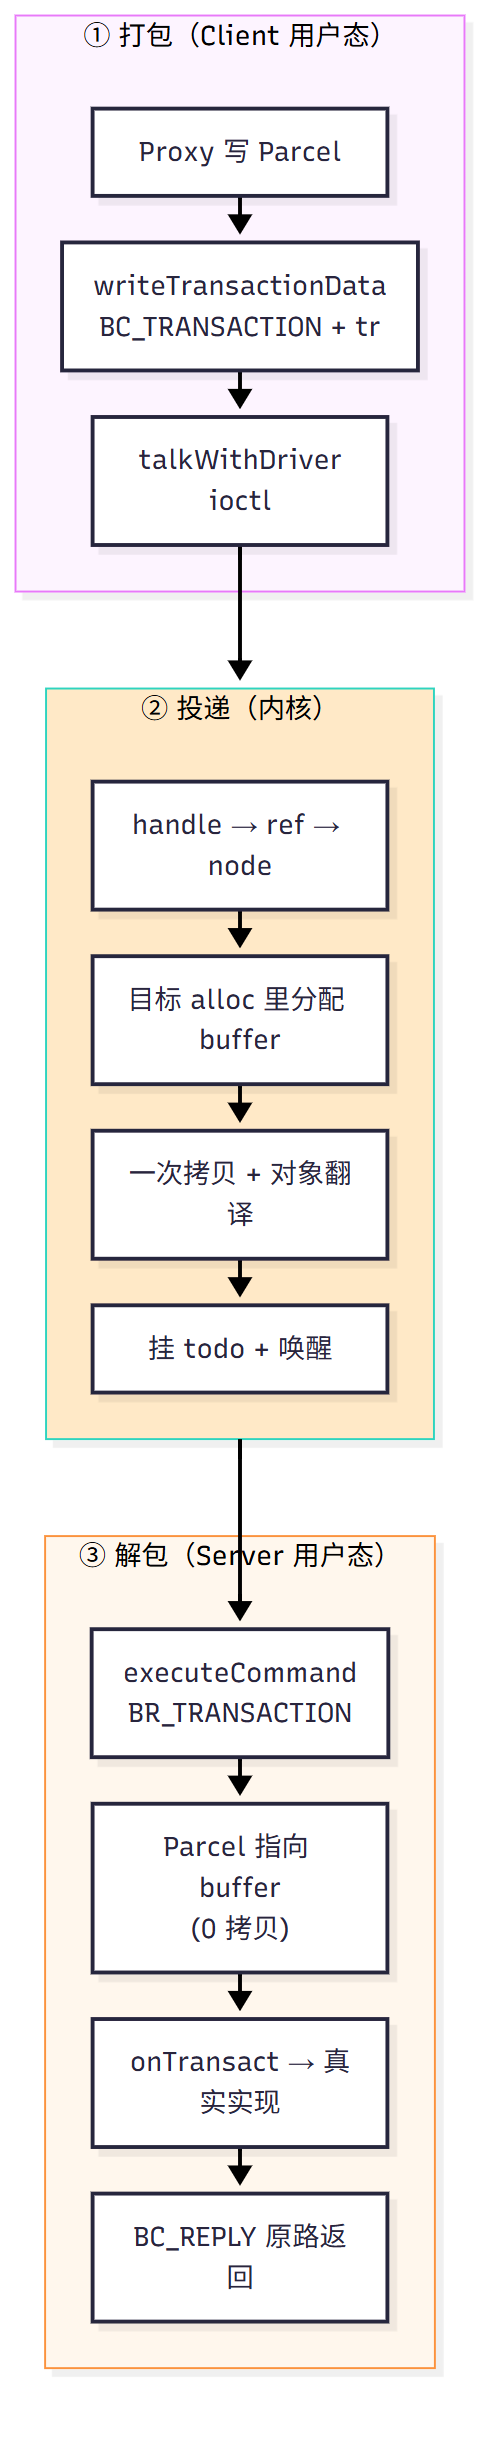 ① 打包（Client 用户态）
Proxy 写 Parcel
writeTransactionData
BC_TRANSACTION + tr
talkWithDriver
ioctl
② 投递（内核）
handle → ref →
node
目标 alloc 里分配
buffer
一次拷贝 + 对象翻
译
挂 todo + 唤醒
③ 解包（Server 用户态）
executeCommand
BR_TRANSACTION
Parcel 指向
buffer
(0 拷贝)
onTransact → 真
实实现
BC_REPLY 原路返
回